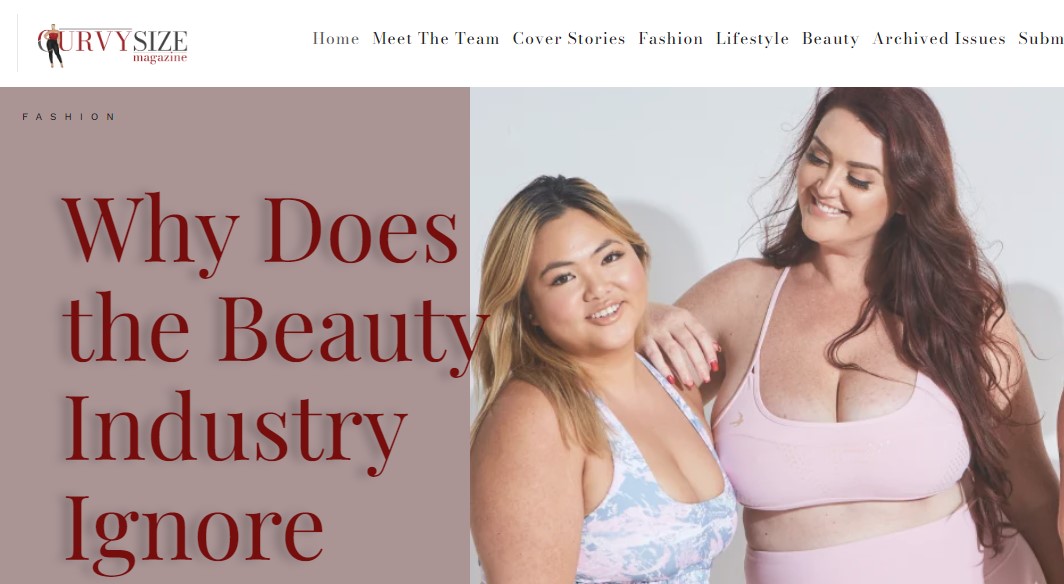 CURVYSIZE
magazine
Home Meet The Team Cover Stories Fashion Lifestyle Beauty Archived Issues Subm
FASHION
Why Does
the Beauty
Industry
Ignore